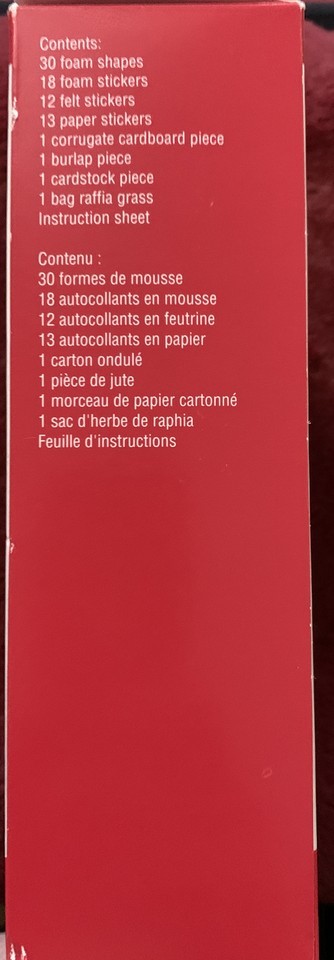 Contents:
30 foam shapes
18 foam stickers
12 felt stickers
13 paper stickers
1 corrugate cardboard piece
1 burlap piece
1 cardstock piece
1 bag raffia grass
Instruction sheet
Contenu :
30 formes de mousse
18 autocollants en mousse
12 autocollants en feutrine
13 autocollants en papier
1 carton ondulé
1 pièce de jute
1 morceau de papier cartonné
1 sac d'herbe de raphia
Feuille d'instructions